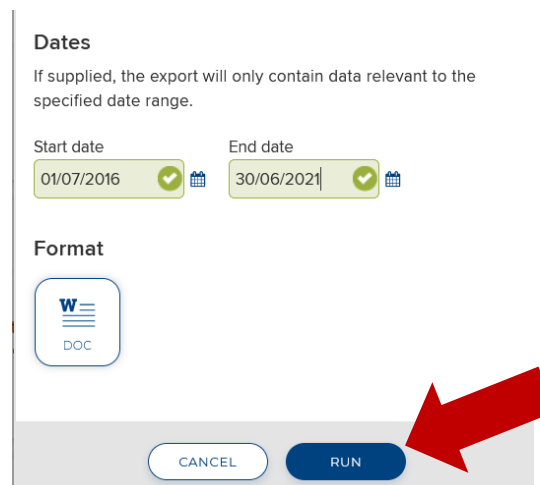 Dates
If supplied, the export will only contain data relevant to the
specified date range.
Start date End date
01/07/2016 30/06/2021
Format
W
DOC
CANCEL RUN